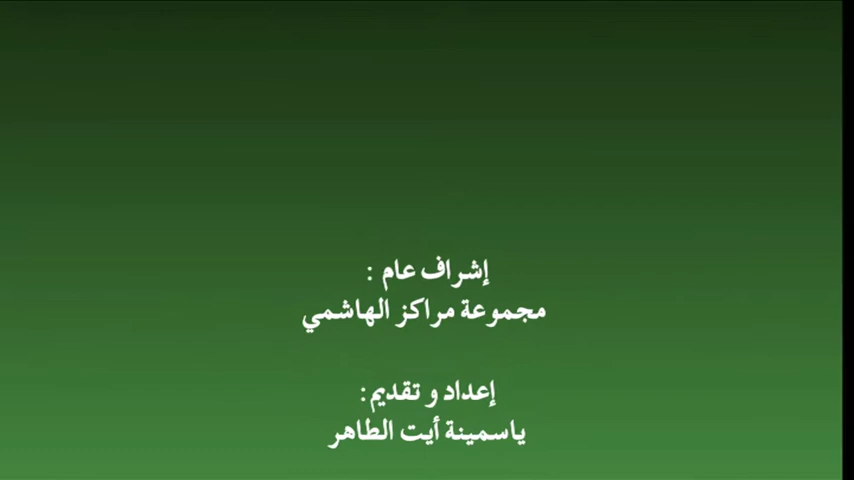 إشراف عام :
مجموعة مراكز الهاشمي
إعداد و تقديم:
ياسمينة أيت الطاهر